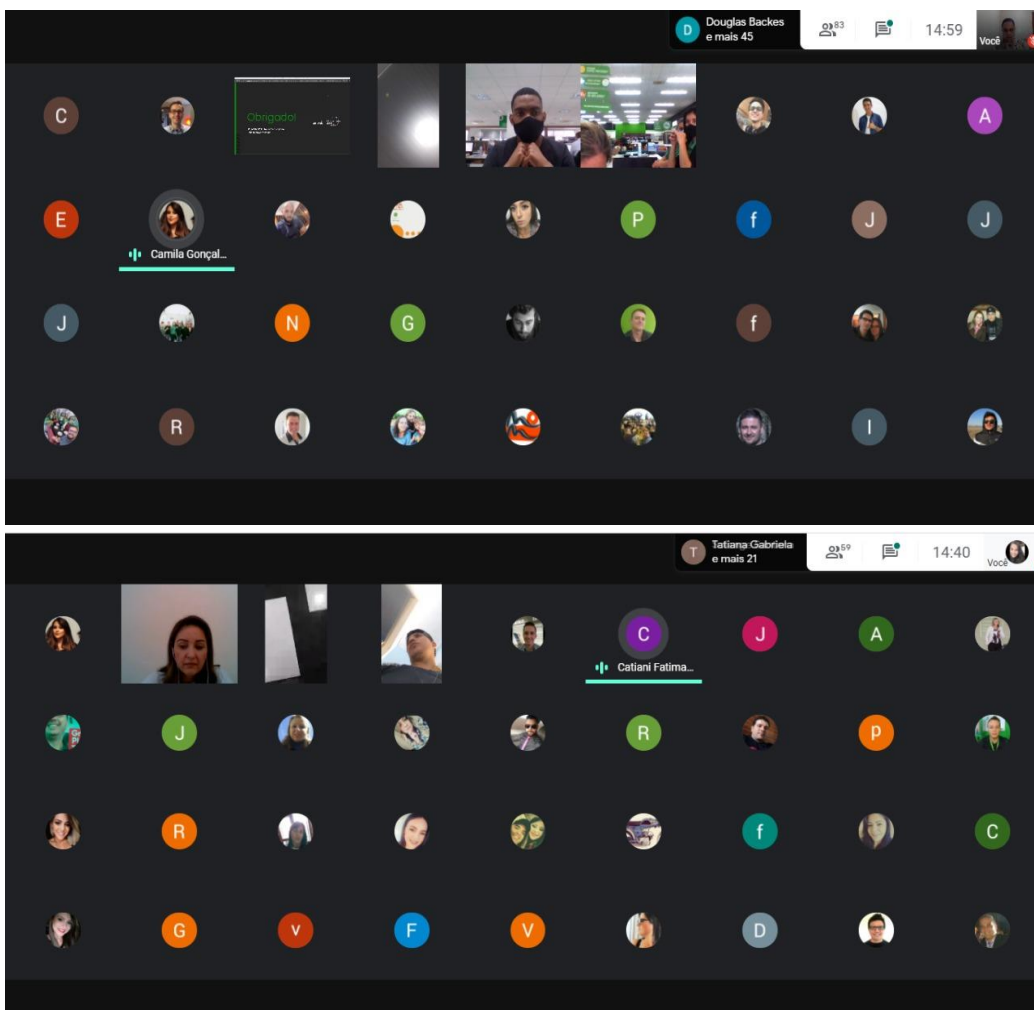 D
Douglas Backes
e mais 45
83
14:59
Você
C
Obrigado!
A
E
P
f
J
J
Camila Gonçal...
J
N
G
f
R
I
T
Tatiana Gabriela
e mais 21
59
14:40
Você
C
J
A
Catiani Fatima...
J
R
p
R
f
C
G
v
F
V
D